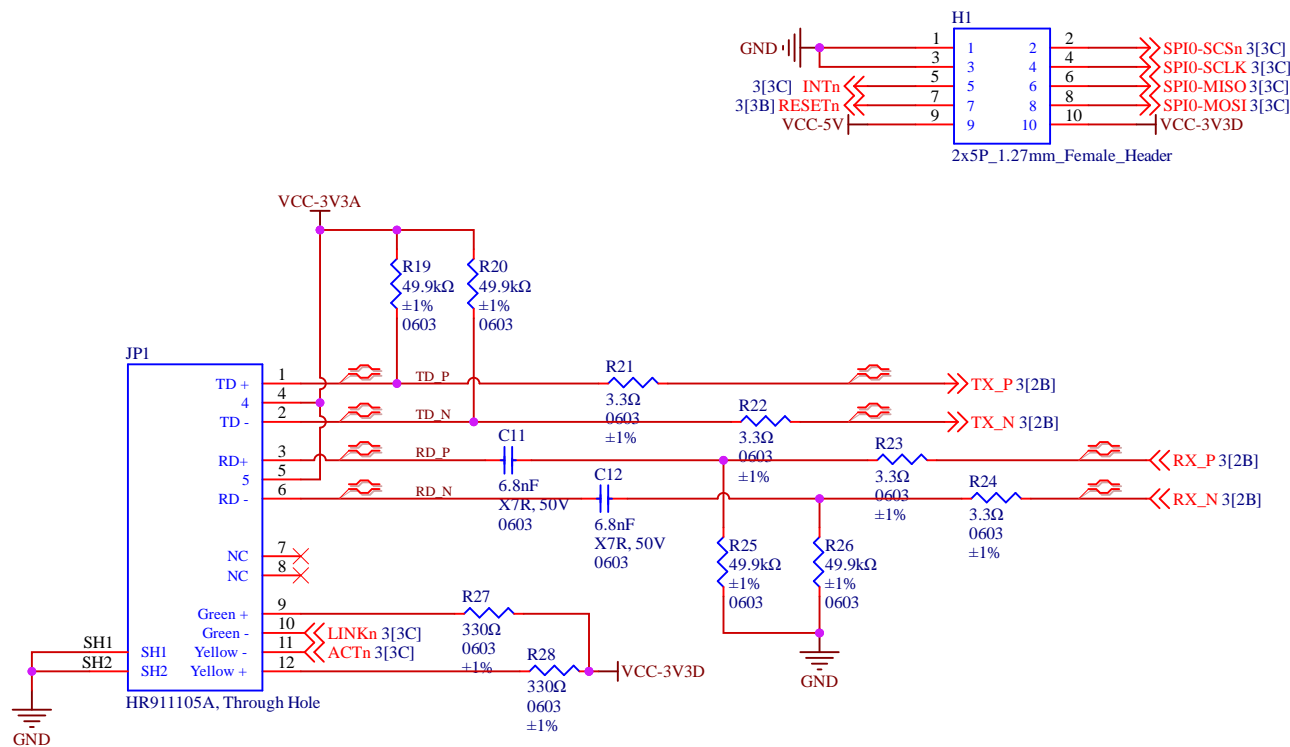 H1
GND
1 1 2 2 SPI0-SCSn 3[3C]
3 3 4 4 SPI0-SCLK 3[3C]
3[3C] INTn 5 5 6 6 SPI0-MISO 3[3C]
3[3B] RESETn 7 7 8 8 SPI0-MOSI 3[3C]
VCC-5V 9 9 10 10 VCC-3V3D
2x5P_1.27mm_Female_Header
VCC-3V3A
R19
49.9kΩ
±1%
0603
R20
49.9kΩ
±1%
0603
JP1
TD + 1 TD_P
4 4
TD - 2 TD_N
RD+ 3 RD_P
5 5
RD - 6 RD_N
NC 7
NC 8
Green + 9
Green - 10 LINKn 3[3C]
SH1 SH1 Yellow - 11 ACTn 3[3C]
SH2 SH2 Yellow + 12
HR911105A, Through Hole
GND
R21
3.3Ω
0603
±1%
TX_P 3[2B]
R22
3.3Ω
0603
±1%
TX_N 3[2B]
C11
6.8nF
X7R, 50V
0603
R23
3.3Ω
0603
±1%
RX_P 3[2B]
C12
6.8nF
X7R, 50V
0603
R24
3.3Ω
0603
±1%
RX_N 3[2B]
R25
49.9kΩ
±1%
0603
R26
49.9kΩ
±1%
0603
GND
R27
330Ω
0603
±1%
R28
330Ω
0603
±1%
VCC-3V3D